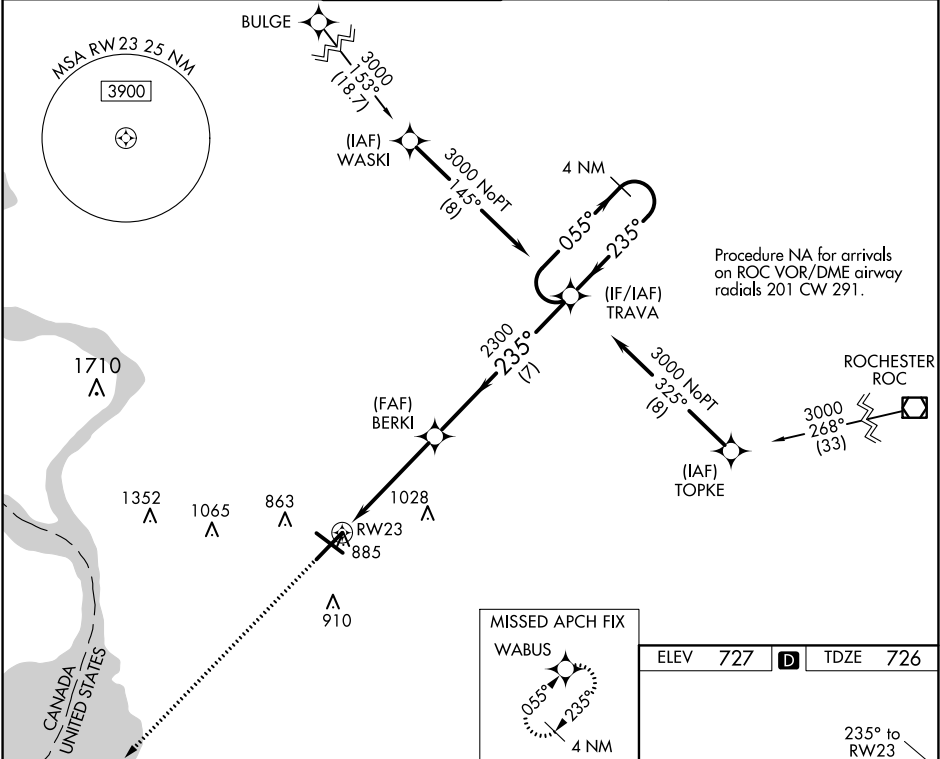 BULGE
MSA RW23 25 NM
3900
3000
153°
(18.7)
(IAF)
WASKI
3000 NoPT
145°
(8)
4 NM
055°
235°
Procedure NA for arrivals
on ROC VOR/DME airway
radials 201 CW 291.
(IF/IAF)
TRAVA
2300
235°
(7)
3000 NoPT
325°
(8)
ROCHESTER
ROC
3000
268°
(33)
(IAF)
TOPKE
1710
(FAF)
BERKI
1352
1065
863
1028
RW23
885
910
CANADA
UNITED STATES
MISSED APCH FIX
WABUS
055°
235°
4 NM
ELEV 727 D TDZE 726
235° to
RW23